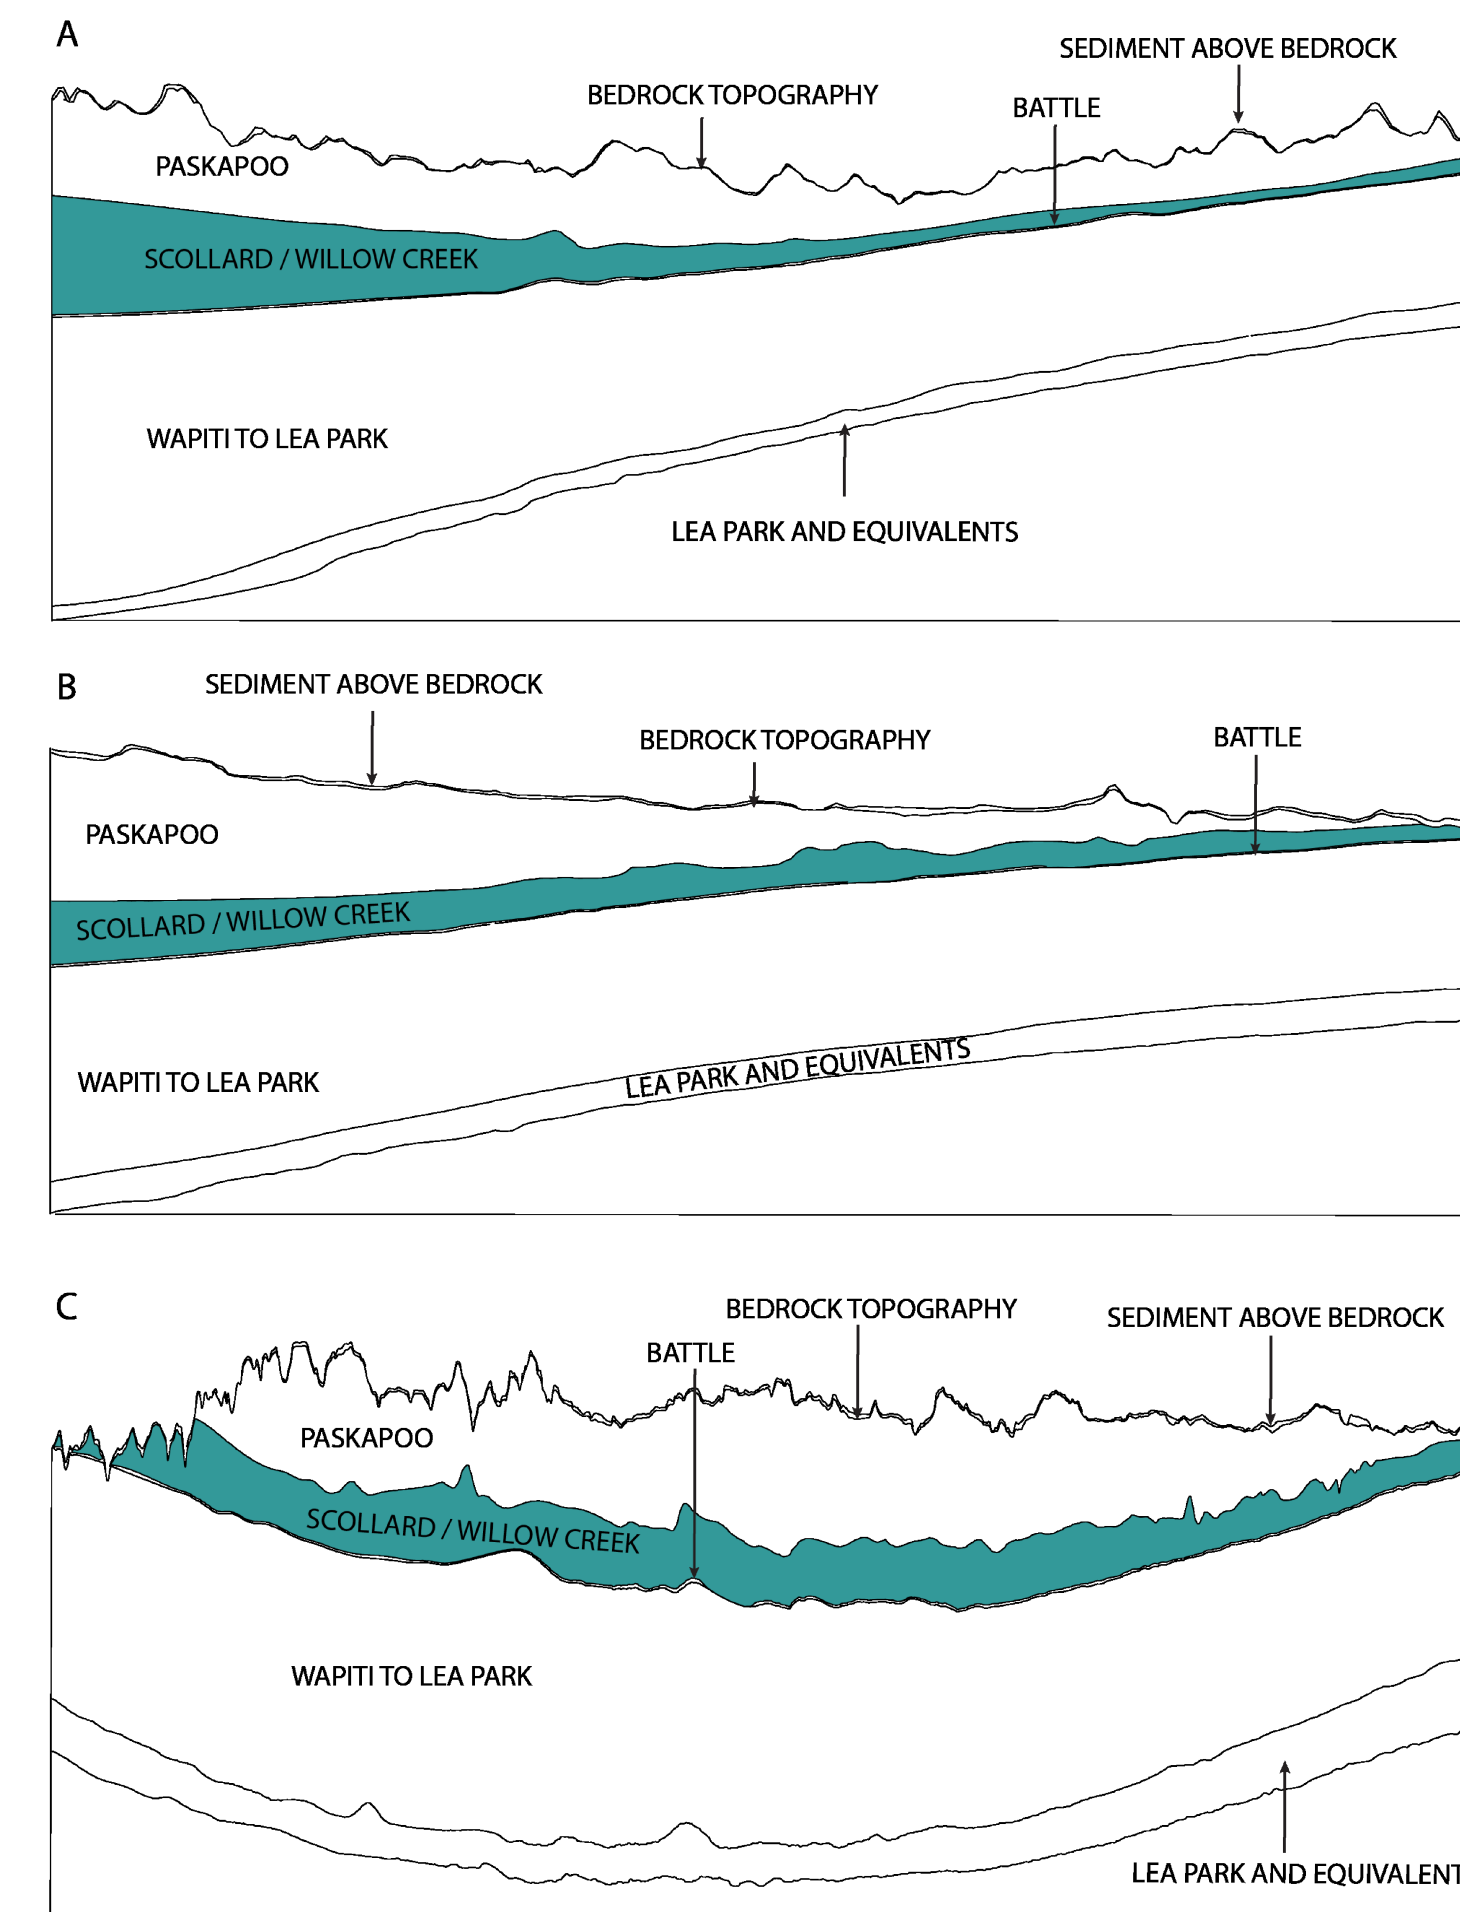 A
SEDIMENT ABOVE BEDROCK
BEDROCK TOPOGRAPHY
BATTLE
PASKAPOO
SCOLLARD / WILLOW CREEK
WAPITI TO LEA PARK
LEA PARK AND EQUIVALENTS
B
SEDIMENT ABOVE BEDROCK
BEDROCK TOPOGRAPHY
BATTLE
PASKAPOO
SCOLLARD / WILLOW CREEK
LEA PARK AND EQUIVALENTS
WAPITI TO LEA PARK
C
BEDROCK TOPOGRAPHY
SEDIMENT ABOVE BEDROCK
BATTLE
PASKAPOO
SCOLLARD / WILLOW CREEK
WAPITI TO LEA PARK
LEA PARK AND EQUIVALENT